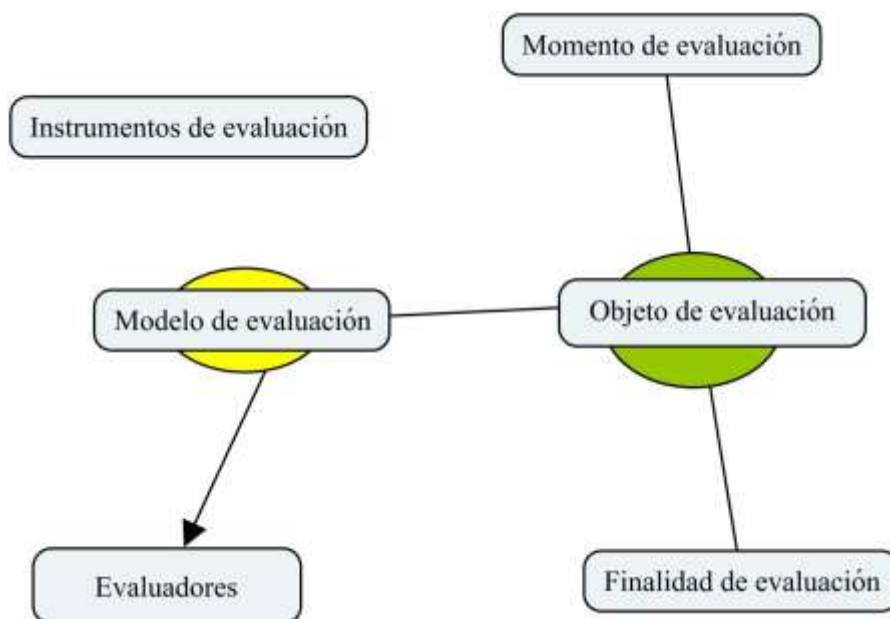 Momento de evaluación
Instrumentos de evaluación
Modelo de evaluación
Objeto de evaluación
Evaluadores
Finalidad de evaluación